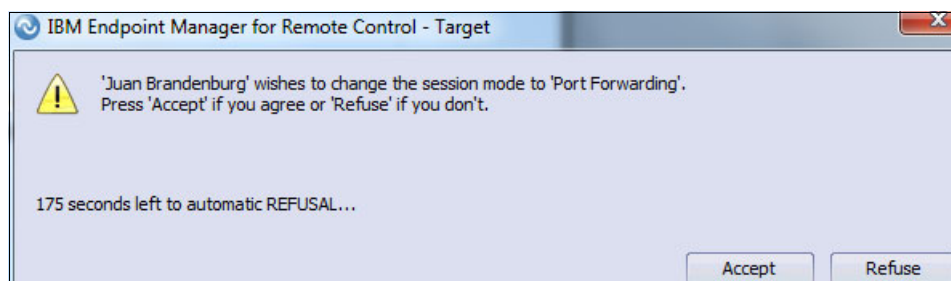 IBM Endpoint Manager for Remote Control - Target
'Juan Brandenburg' wishes to change the session mode to 'Port Forwarding'.
Press 'Accept' if you agree or 'Refuse' if you don't.
175 seconds left to automatic REFUSAL...
Accept Refuse